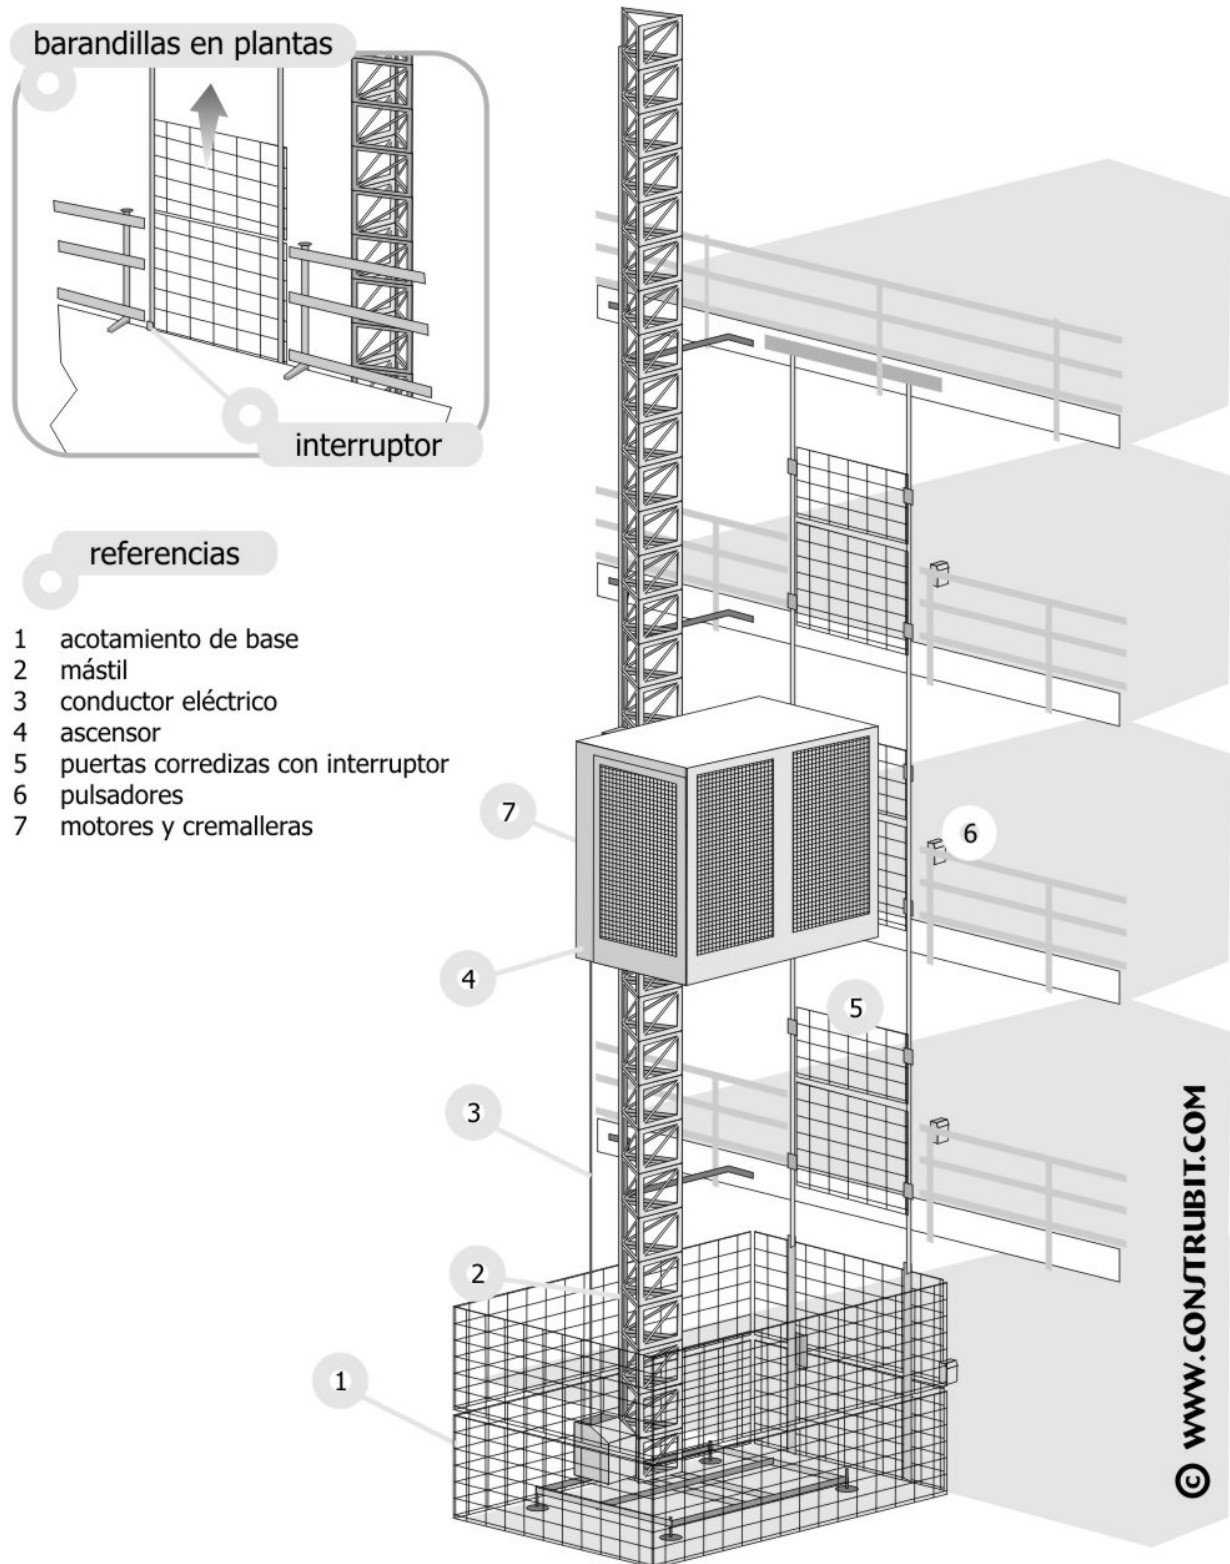 barandillas en plantas
interruptor
referencias
1 acotamiento de base
2 mástil
3 conductor eléctrico
4 ascensor
5 puertas corredizas con interruptor
6 pulsadores
7 motores y cremalleras
7
6
4
5
3
2
1
© WWW.CONSTRUBIT.COM